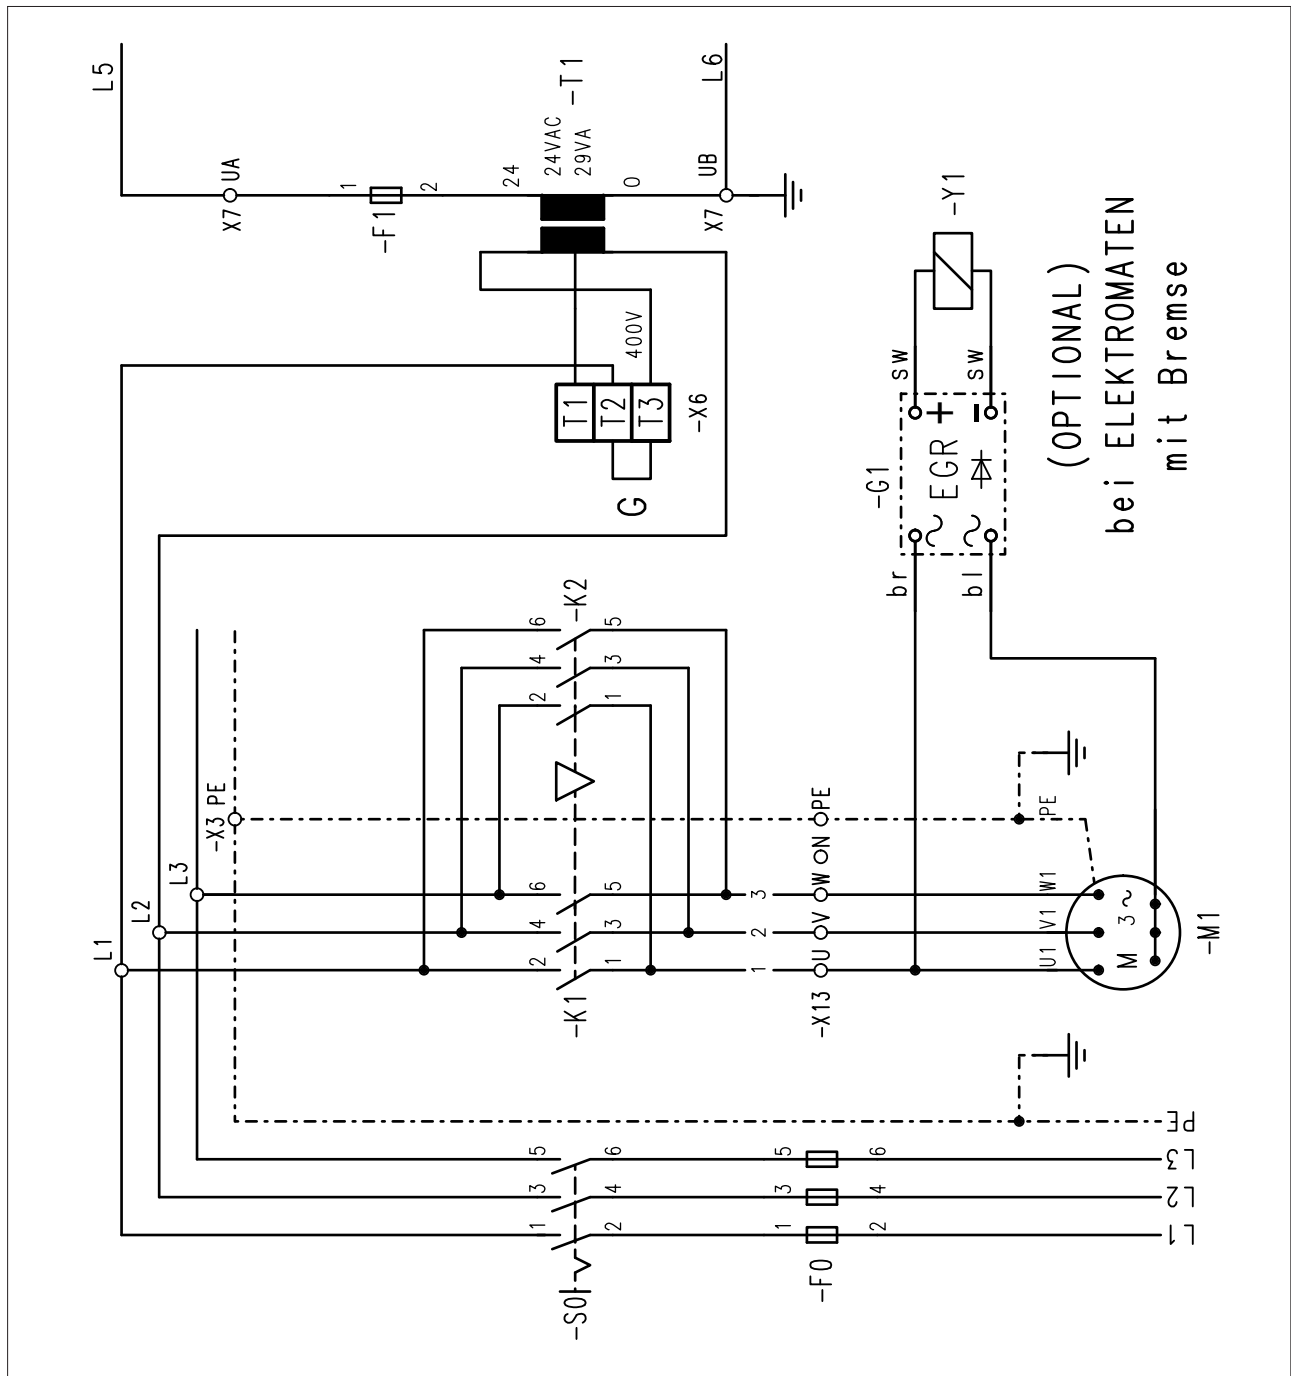 L5
X7
UA
1
-F1
2
24
24VAC
29VA
-T1
0
X7
UB
L6
400V
T1
T2
T3
-X6
G
-Y1
sw
sw
+
-
-G1
EGR
~
~
br
bl
(OPTIONAL)
bei ELEKTROMATEN
mit Bremse
L1
L2
L3
-X3 PE
2
4
6
-K1
1
3
5
2
4
6
-K2
1
3
5
1
2
3
-X13
U
V
W
N
PE
U1
V1
W1
PE
M
3
~
-M1
1
3
5
-S0
2
4
6
1
3
5
-F0
2
4
6
L1
L2
L3
PE